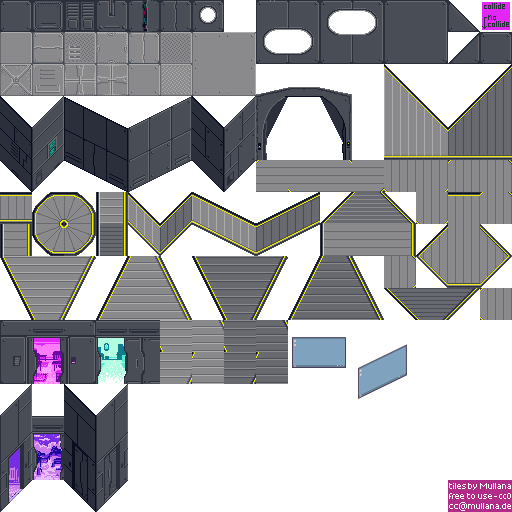 collide
no
collide
tiles by Mullana
free to use - cc0
cc@mullana.de